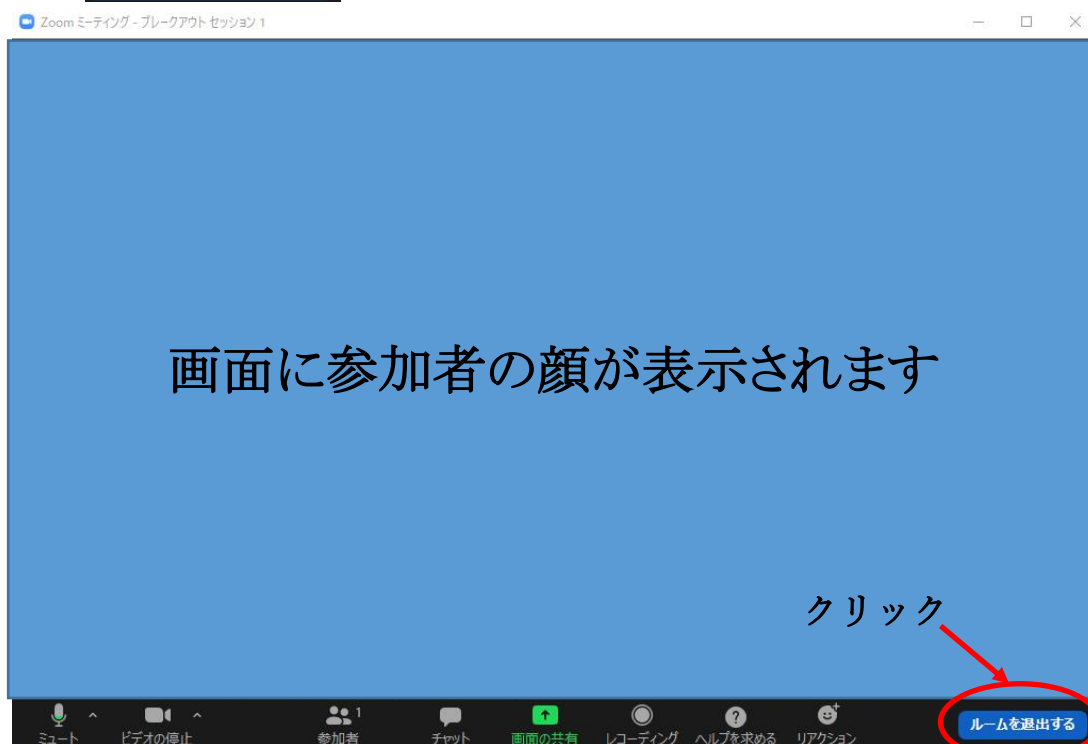 Zoom ミーティング - ブレークアウト セッション 1
画面に参加者の顔が表示されます
クリック
ミュート ビデオの停止 参加者 1 チャット 画面の共有 レコーディング ヘルプを求める リアクション ルームを退出する